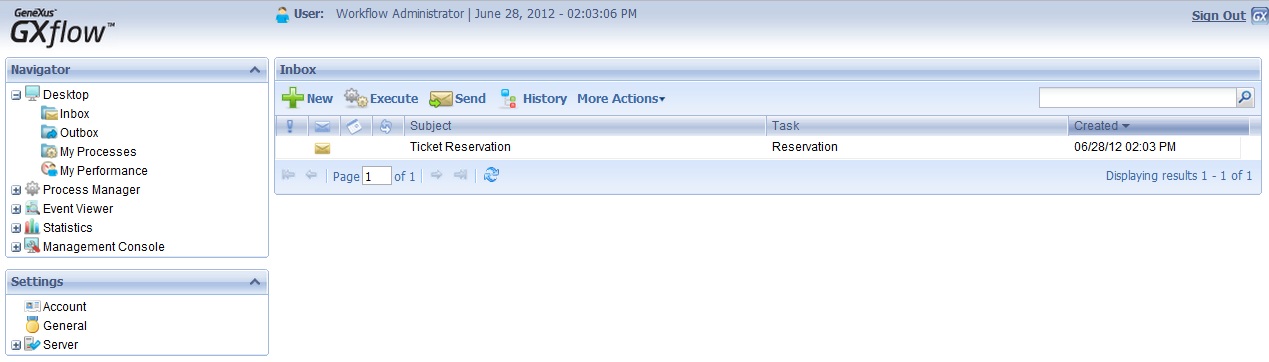 GeneXus™
GXflow™
User: Workflow Administrator | June 28, 2012 - 02:03:06 PM
Sign Out GX
Navigator
Desktop
Inbox
Outbox
My Processes
My Performance
Process Manager
Event Viewer
Statistics
Management Console
Settings
Account
General
Server
Inbox
New Execute Send History More Actions
Subject Task Created
Ticket Reservation Reservation 06/28/12 02:03 PM
Page 1 of 1 Displaying results 1 - 1 of 1